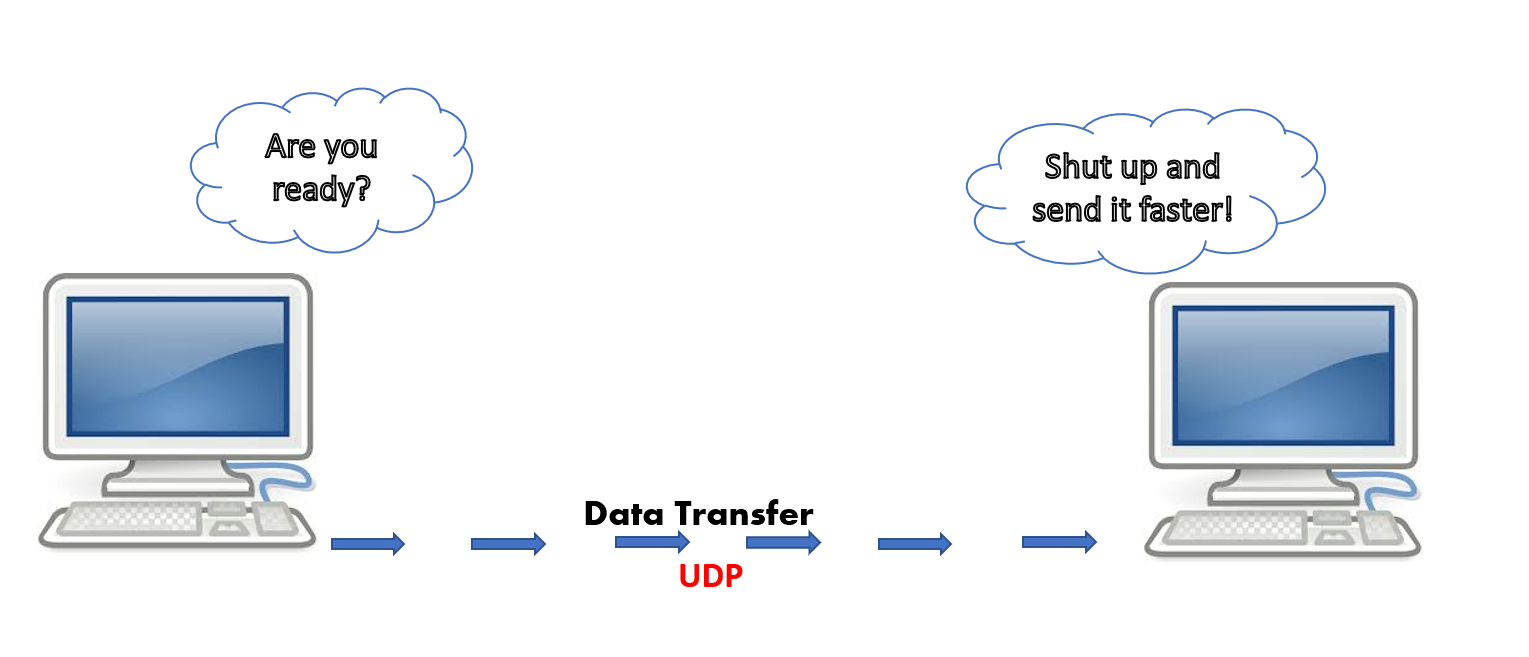 Are you
ready?
Shut up and
send it faster!
Data Transfer
UDP